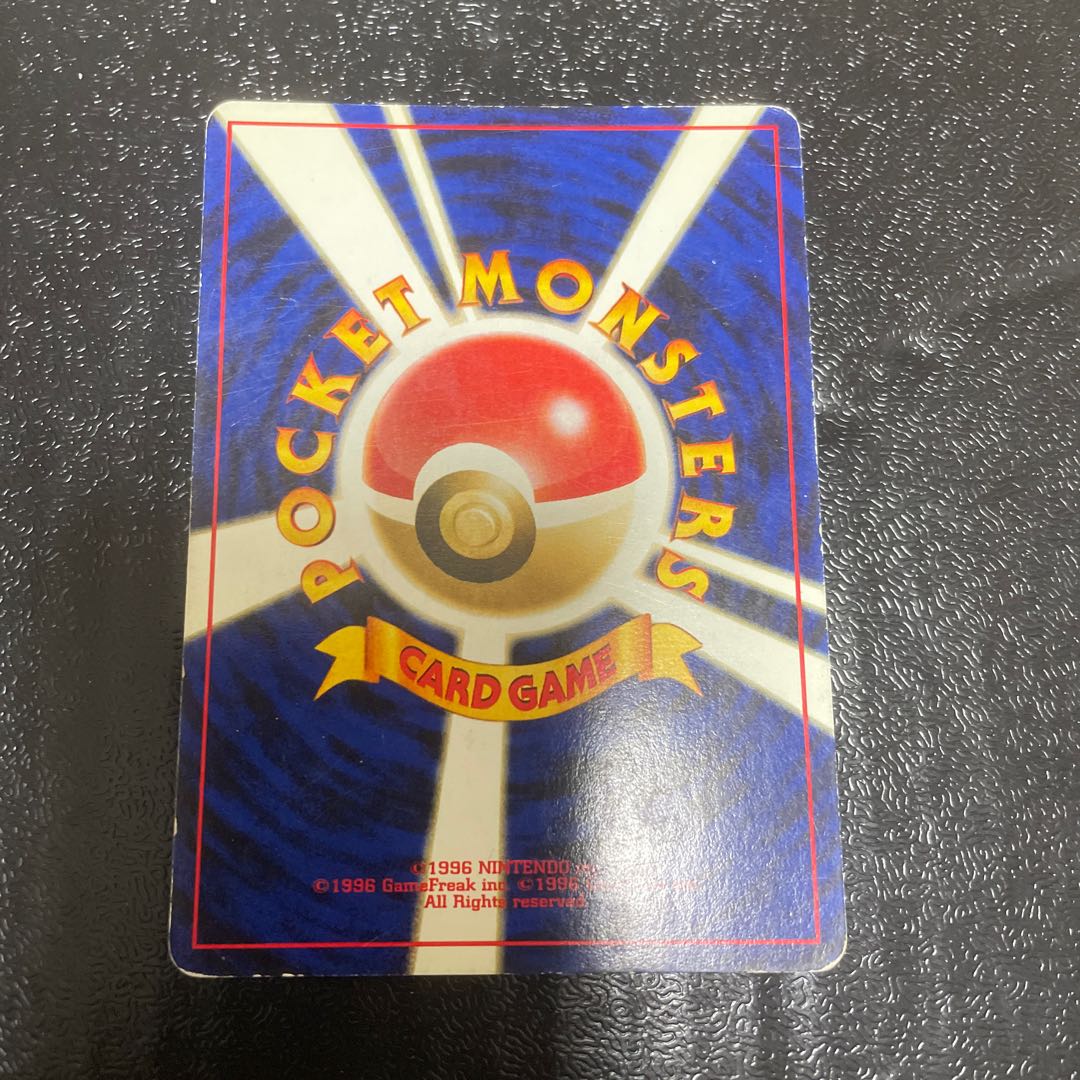 POCKET MONSTERS
CARD GAME
©1996 NINTENDO
©1996 GameFreak inc. ©1996
All Rights reserved.